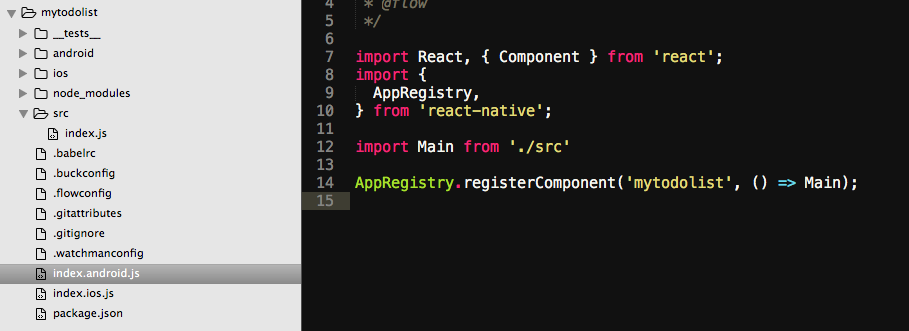 mytodolist
__tests__
android
ios
node_modules
src
index.js
.babelrc
.buckconfig
.flowconfig
.gitattributes
.gitignore
.watchmanconfig
index.android.js
index.ios.js
package.json
4 * @flow
5 */
6
7 import React, { Component } from 'react';
8 import {
9 AppRegistry,
10 } from 'react-native';
11
12 import Main from './src'
13
14 AppRegistry.registerComponent('mytodolist', () => Main);
15